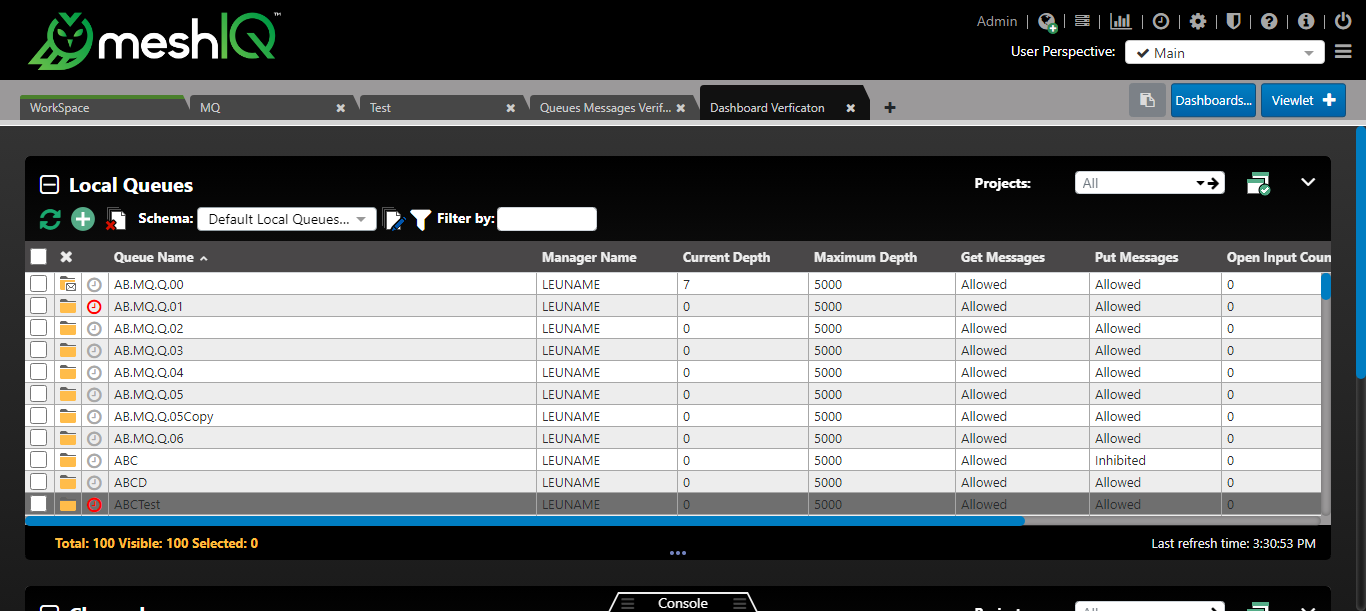 meshIQ™
Admin
User Perspective: Main
WorkSpace MQ Test Queues Messages Verif... Dashboard Verficaton
Dashboards... Viewlet
Local Queues Projects: All
Schema: Default Local Queues... Filter by:
Queue Name Manager Name Current Depth Maximum Depth Get Messages Put Messages Open Input Coun
AB.MQ.Q.00 LEUNAME 7 5000 Allowed Allowed 0
AB.MQ.Q.01 LEUNAME 0 5000 Allowed Allowed 0
AB.MQ.Q.02 LEUNAME 0 5000 Allowed Allowed 0
AB.MQ.Q.03 LEUNAME 0 5000 Allowed Allowed 0
AB.MQ.Q.04 LEUNAME 0 5000 Allowed Allowed 0
AB.MQ.Q.05 LEUNAME 0 5000 Allowed Allowed 0
AB.MQ.Q.05Copy LEUNAME 0 5000 Allowed Allowed 0
AB.MQ.Q.06 LEUNAME 0 5000 Allowed Allowed 0
ABC LEUNAME 0 5000 Allowed Inhibited 0
ABCD LEUNAME 0 5000 Allowed Allowed 0
ABCTest LEUNAME 0 5000 Allowed Allowed 0
Total: 100 Visible: 100 Selected: 0 Last refresh time: 3:30:53 PM
Console